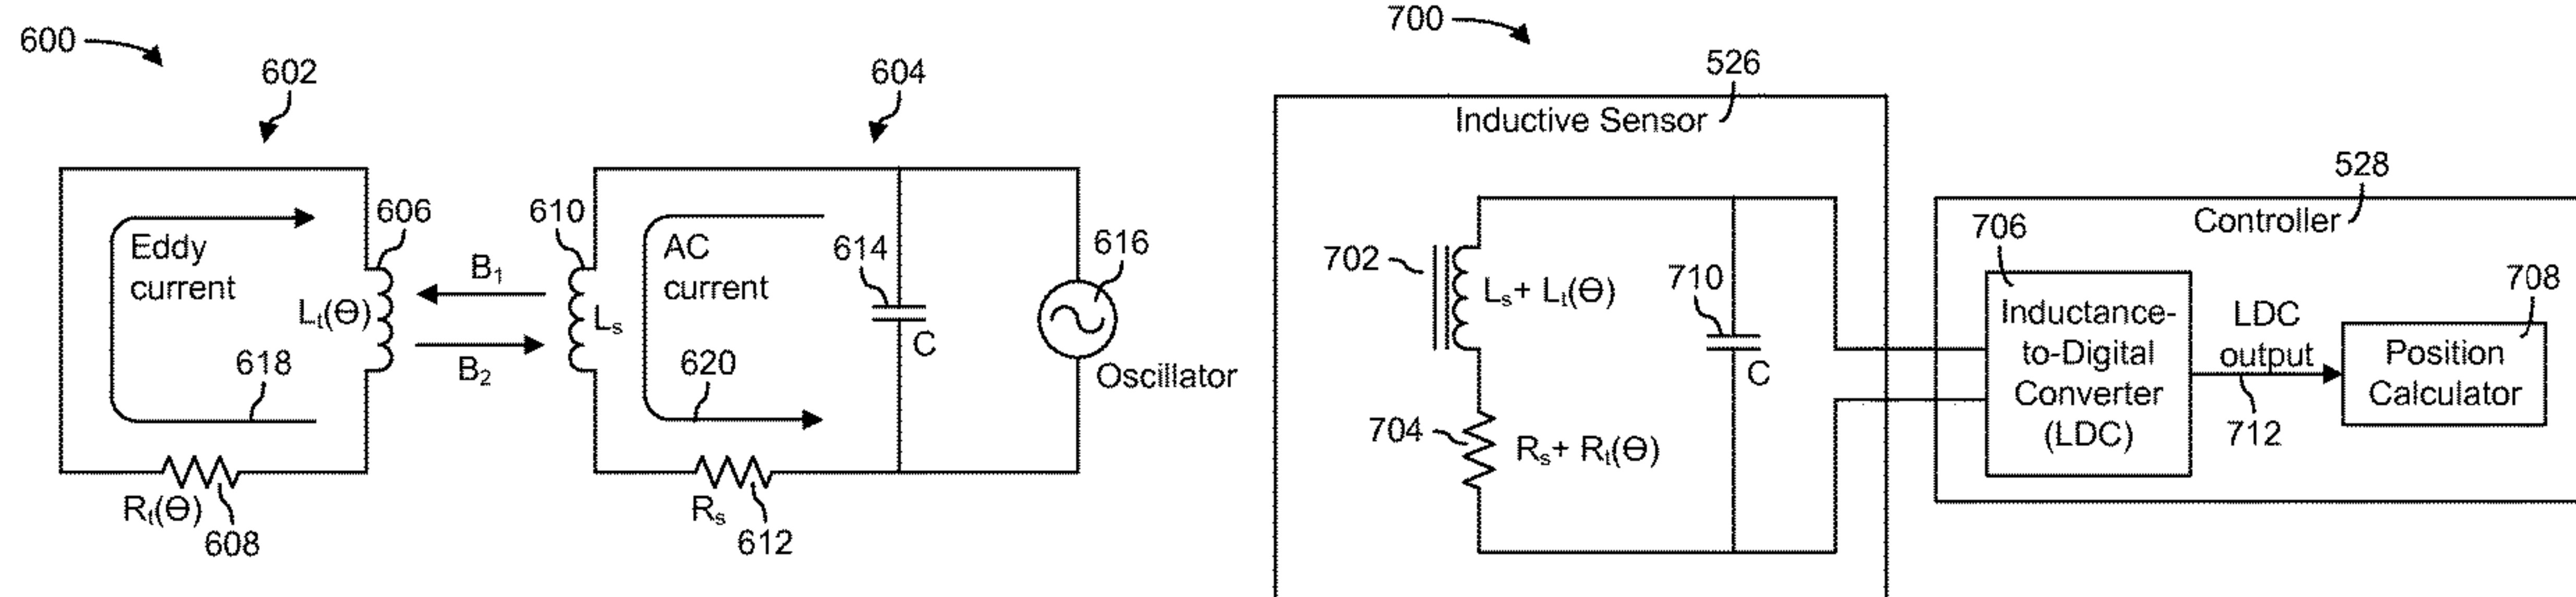 600
602
604
606
610
Eddy
current
B₁
B₂
Lₜ(Θ)
618
Rₜ(Θ)
608
AC
current
Lₛ
620
Rₛ
612
614
C
616
Oscillator
700
526
Inductive Sensor
702
Lₛ+ Lₜ(Θ)
710
C
704
Rₛ+ Rₜ(Θ)
528
Controller
706
Inductance-
to-Digital
Converter
(LDC)
LDC
output
712
708
Position
Calculator